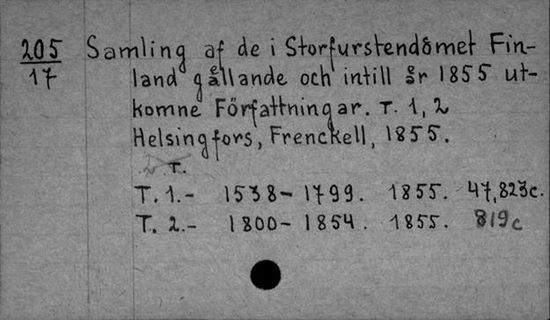 205 Samling af de i Storfurstendömet Fin-
17 land gällande och intill år 1855 ut-
komne Författningar. T. 1, 2
Helsingfors, Frenckell, 1855.
т.
T. 1.- 1538- 1799. 1855. 47,823c.
T. 2.- 1800- 1854. 1855. 819c